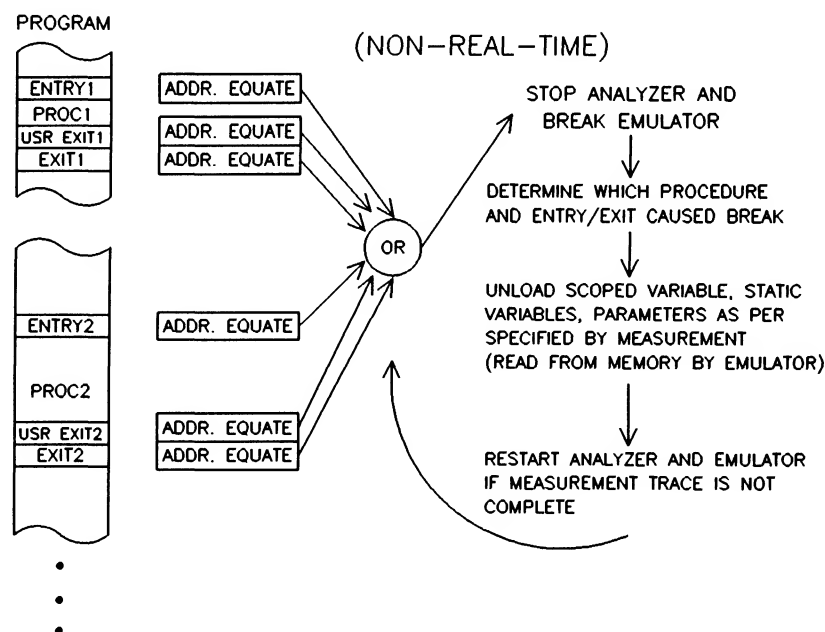 PROGRAM
(NON-REAL-TIME)
ENTRY1
PROC1
USR EXIT1
EXIT1
ADDR. EQUATE
ADDR. EQUATE
ADDR. EQUATE
ENTRY2
PROC2
USR EXIT2
EXIT2
ADDR. EQUATE
ADDR. EQUATE
ADDR. EQUATE
OR
STOP ANALYZER AND
BREAK EMULATOR
DETERMINE WHICH PROCEDURE
AND ENTRY/EXIT CAUSED BREAK
UNLOAD SCOPED VARIABLE, STATIC
VARIABLES, PARAMETERS AS PER
SPECIFIED BY MEASUREMENT
(READ FROM MEMORY BY EMULATOR)
RESTART ANALYZER AND EMULATOR
IF MEASUREMENT TRACE IS NOT
COMPLETE